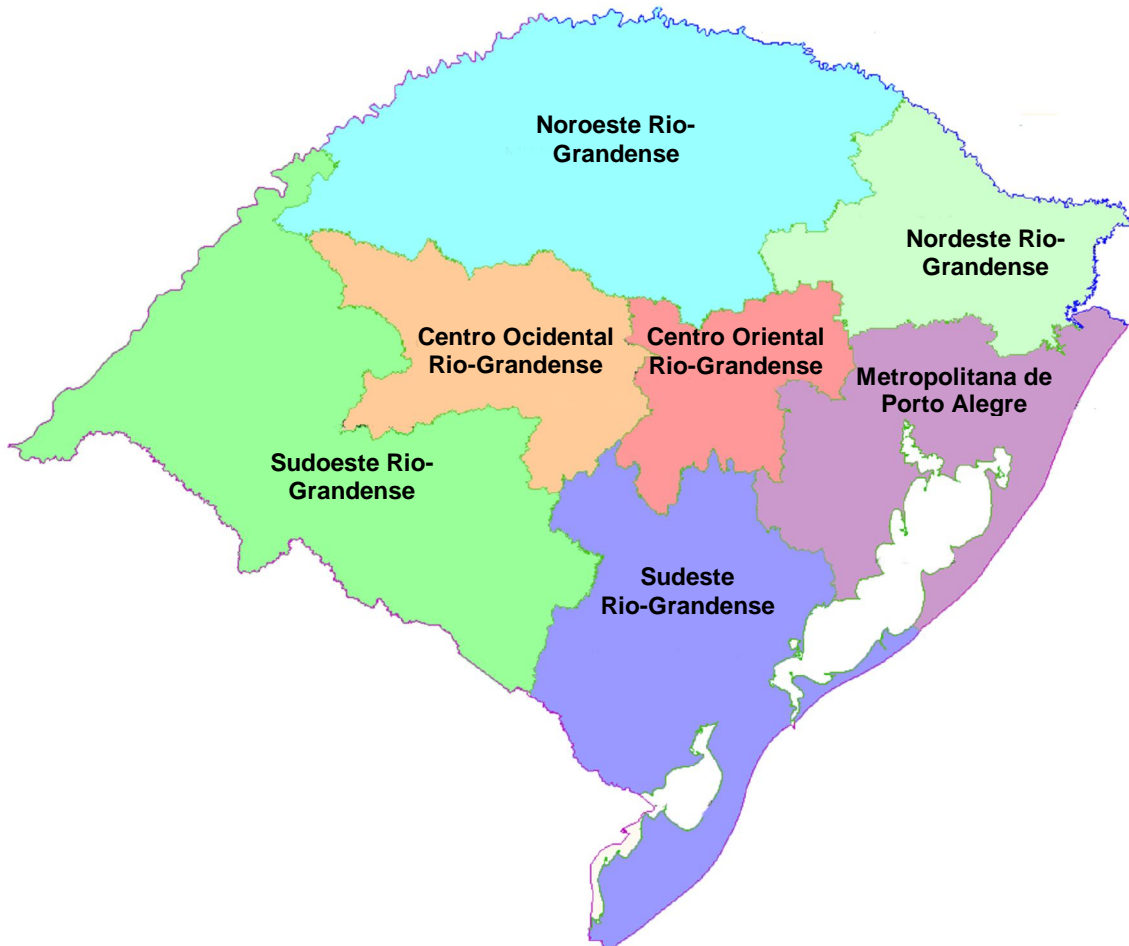 Noroeste Rio-
Grandense
Nordeste Rio-
Grandense
Centro Ocidental
Rio-Grandense
Centro Oriental
Rio-Grandense
Metropolitana de
Porto Alegre
Sudoeste Rio-
Grandense
Sudeste
Rio-Grandense